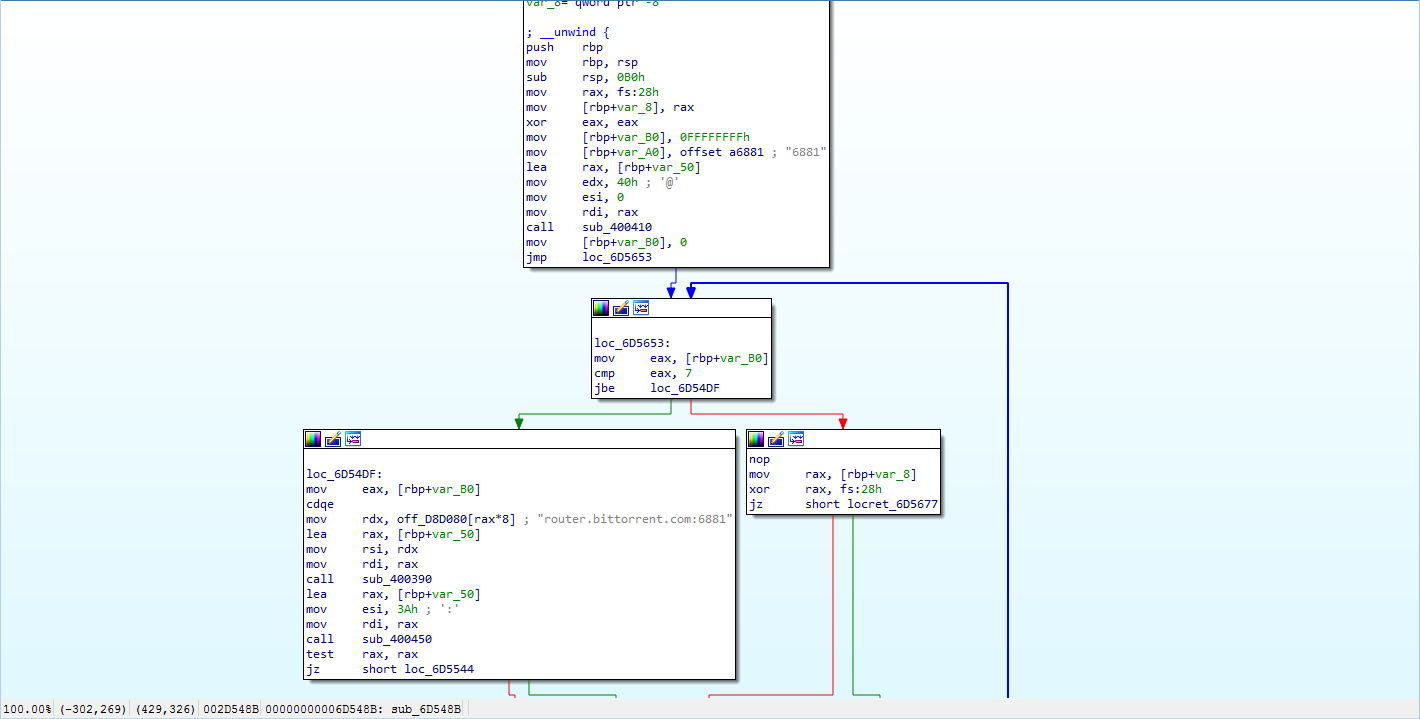 var_8= qword ptr -8
; __unwind {
push    rbp
mov     rbp, rsp
sub     rsp, 0B0h
mov     rax, fs:28h
mov     [rbp+var_8], rax
xor     eax, eax
mov     [rbp+var_B0], 0FFFFFFFFh
mov     [rbp+var_A0], offset a6881 ; "6881"
lea     rax, [rbp+var_50]
mov     edx, 40h ; '@'
mov     esi, 0
mov     rdi, rax
call    sub_400410
mov     [rbp+var_B0], 0
jmp     loc_6D5653
loc_6D5653:
mov     eax, [rbp+var_B0]
cmp     eax, 7
jbe     loc_6D54DF
loc_6D54DF:
mov     eax, [rbp+var_B0]
cdqe
mov     rdx, off_D8D080[rax*8] ; "router.bittorrent.com:6881"
lea     rax, [rbp+var_50]
mov     rsi, rdx
mov     rdi, rax
call    sub_400390
lea     rax, [rbp+var_50]
mov     esi, 3Ah ; ':'
mov     rdi, rax
call    sub_400450
test    rax, rax
jz      short loc_6D5544
nop
mov     rax, [rbp+var_8]
xor     rax, fs:28h
jz      short locret_6D5677
100.00% (-302,269) (429,326) 002D548B 00000000006D548B: sub_6D548B